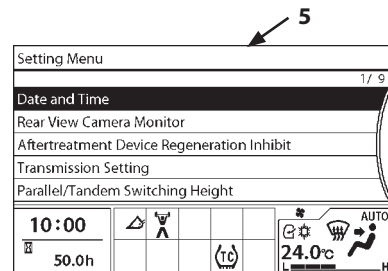 5
Setting Menu
1/ 9
Date and Time
Rear View Camera Monitor
Aftertreatment Device Regeneration Inhibit
Transmission Setting
Parallel/Tandem Switching Height
10:00
AUTO
50.0h
(TC)
24.0°C
L H